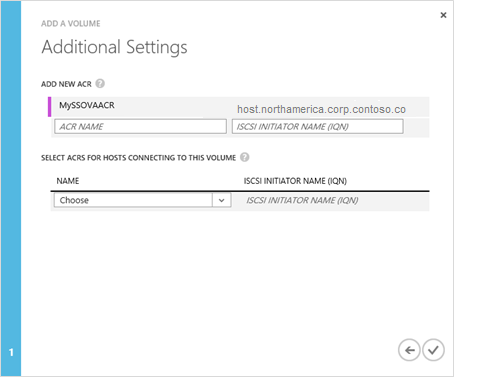 ADD A VOLUME
Additional Settings
ADD NEW ACR ?
MySSOVAACR host.northamerica.corp.contoso.co
ACR NAME ISCSI INITIATOR NAME (IQN)
SELECT ACRS FOR HOSTS CONNECTING TO THIS VOLUME ?
NAME ISCSI INITIATOR NAME (IQN)
Choose ISCSI INITIATOR NAME (IQN)
1